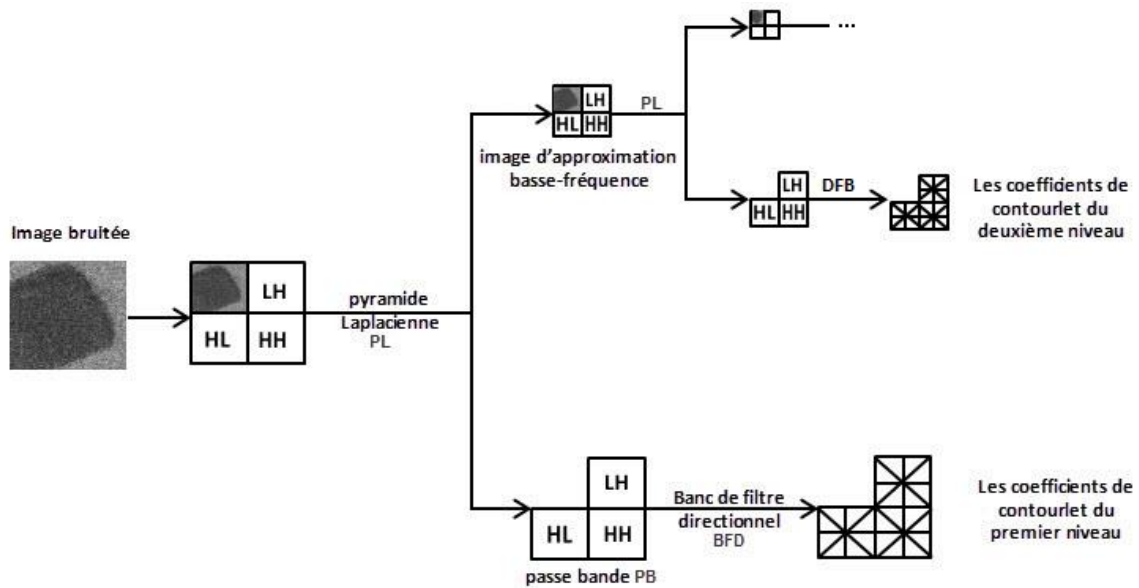 ...
LH
HL HH
PL
image d'approximation
basse-fréquence
LH
HL HH
DFB
Les coefficients de
contourlet du
deuxième niveau
Image bruitée
LH
HL HH
pyramide
Laplacienne
PL
LH
HL HH
passe bande PB
Banc de filtre
directionnel
BFD
Les coefficients de
contourlet du
premier niveau